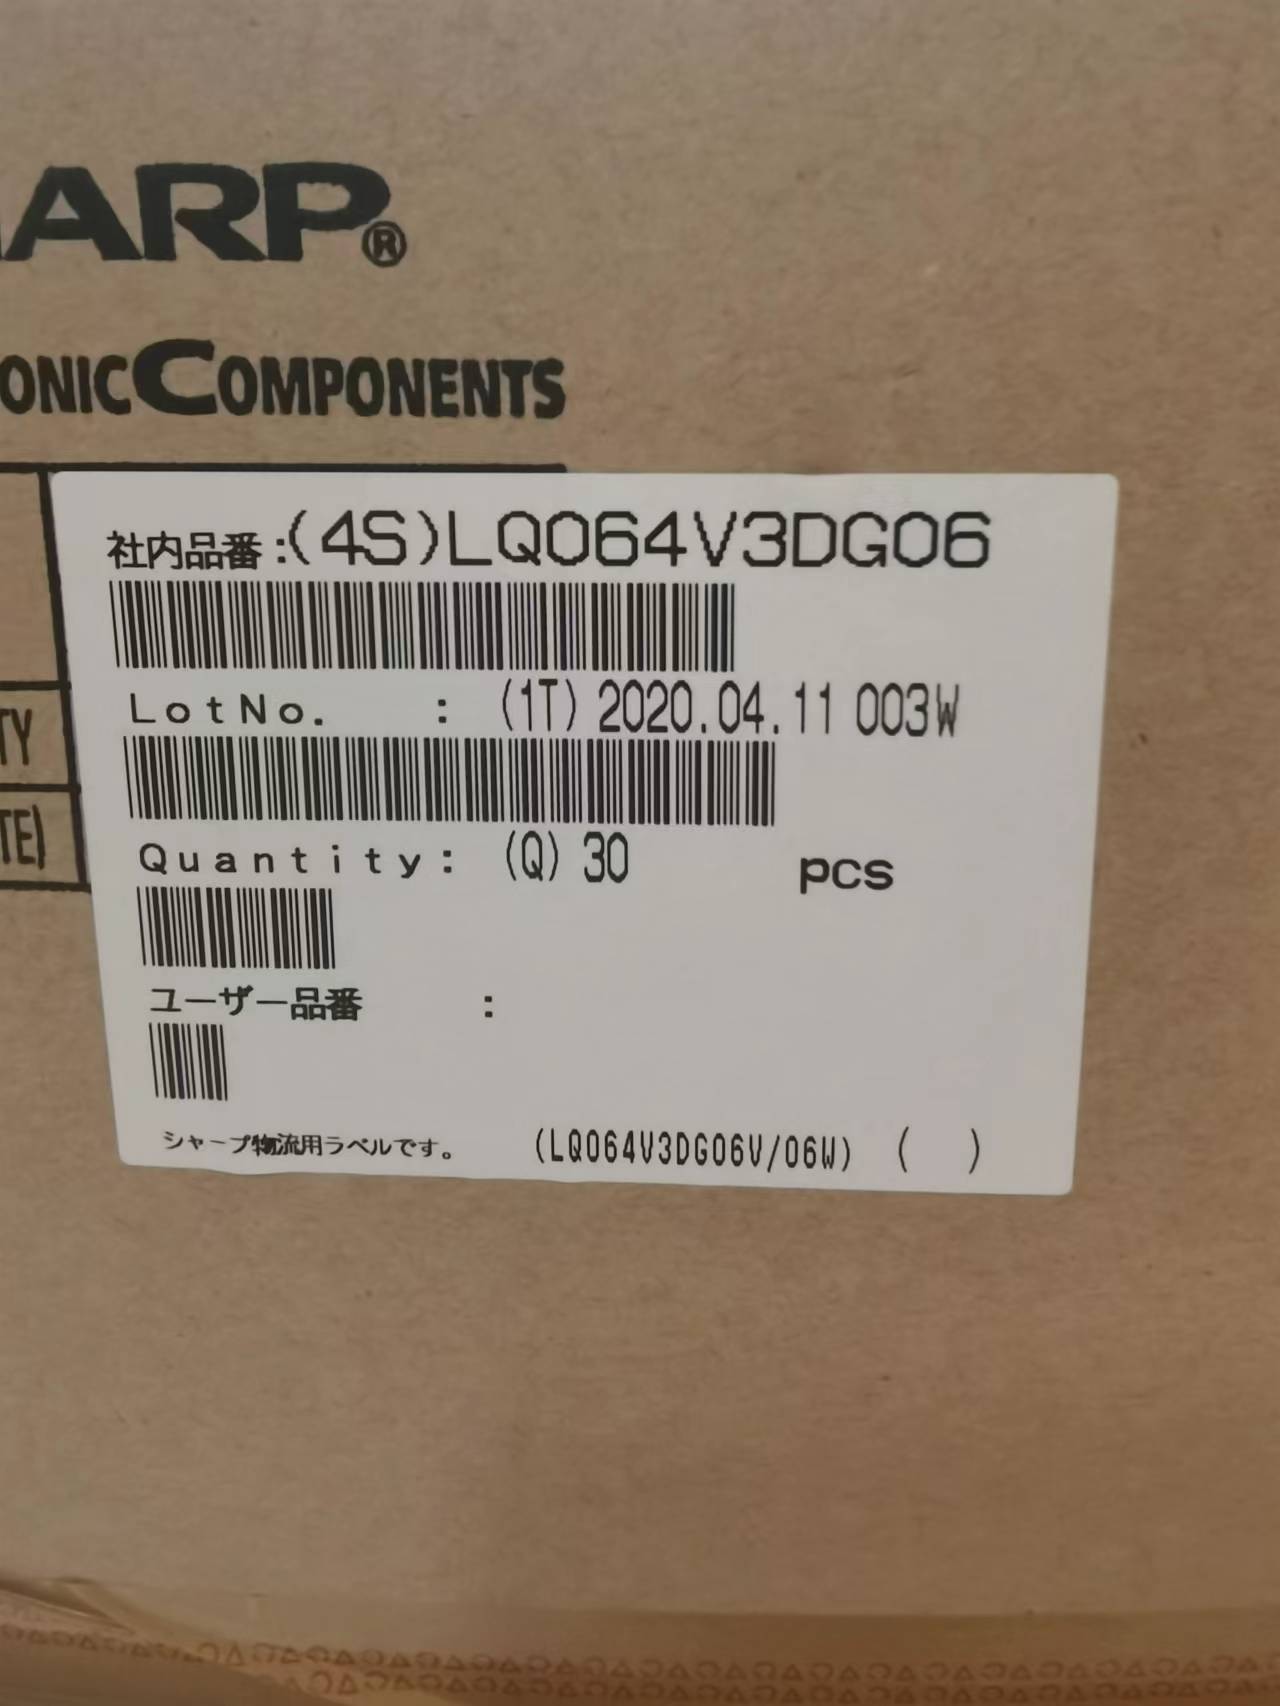 ARP®
ONIC COMPONENTS
社内品番:(4S)LQ064V3DG06
LotNo. : (1T) 2020.04.11 003W
TY
Quantity: (Q) 30 pcs
TE)
ユーザー品番 :
シャープ物流用ラベルです。 (LQ064V3DG06V/06W) ( )